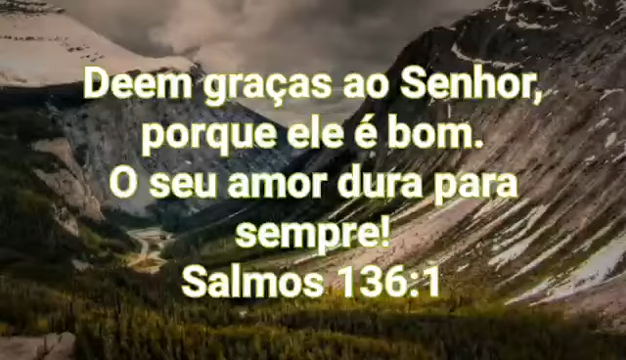 Deem graças ao Senhor,
porque ele é bom.
O seu amor dura para
sempre!
Salmos 136:1